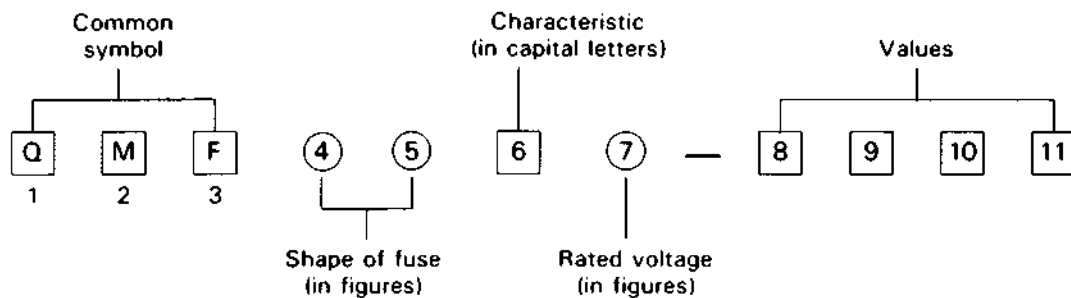 Common
symbol
Characteristic
(in capital letters)
Values
Q M F 4 5 6 7 — 8 9 10 11
1 2 3
Shape of fuse
(in figures)
Rated voltage
(in figures)